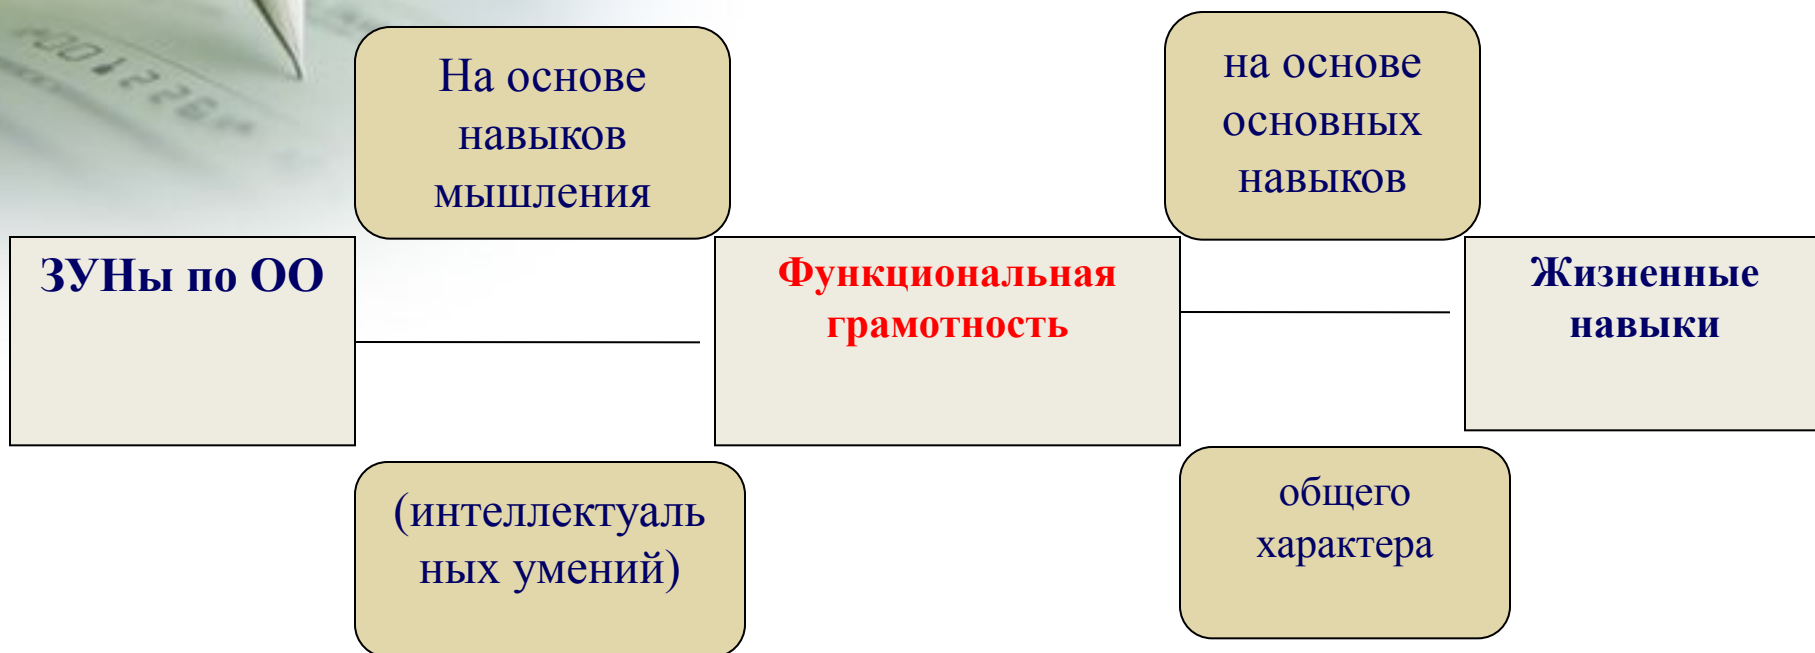 На основе
навыков
мышления
на основе
основных
навыков
ЗУНы по ОО
Функциональная
грамотность
Жизненные
навыки
(интеллектуаль
ных умений)
общего
характера